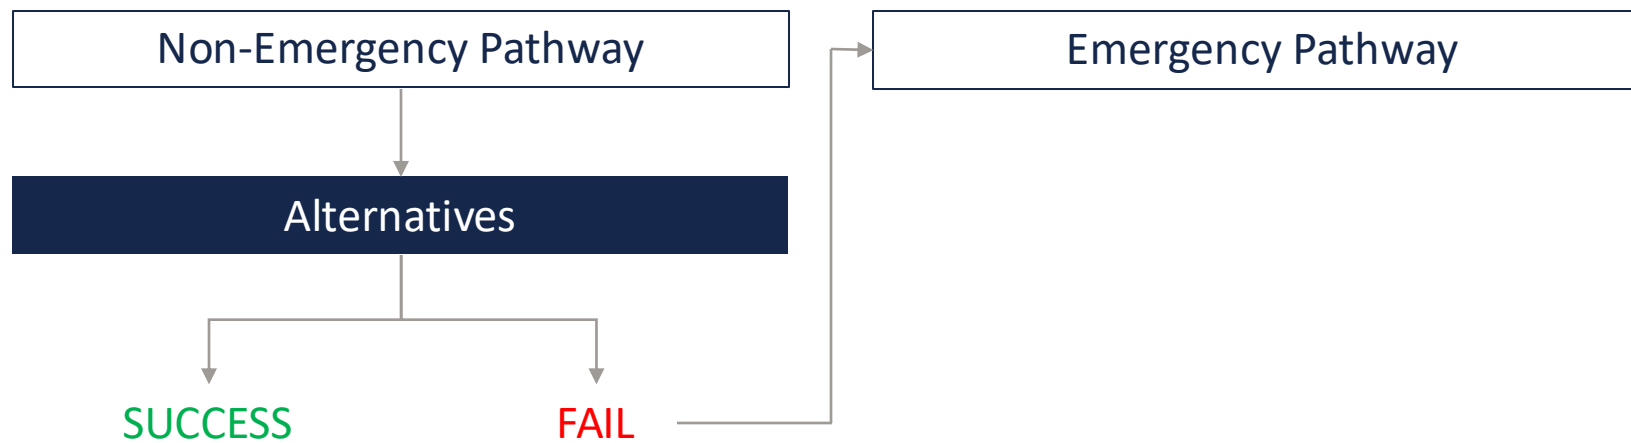 Non-Emergency Pathway
Emergency Pathway
Alternatives
SUCCESS
FAIL